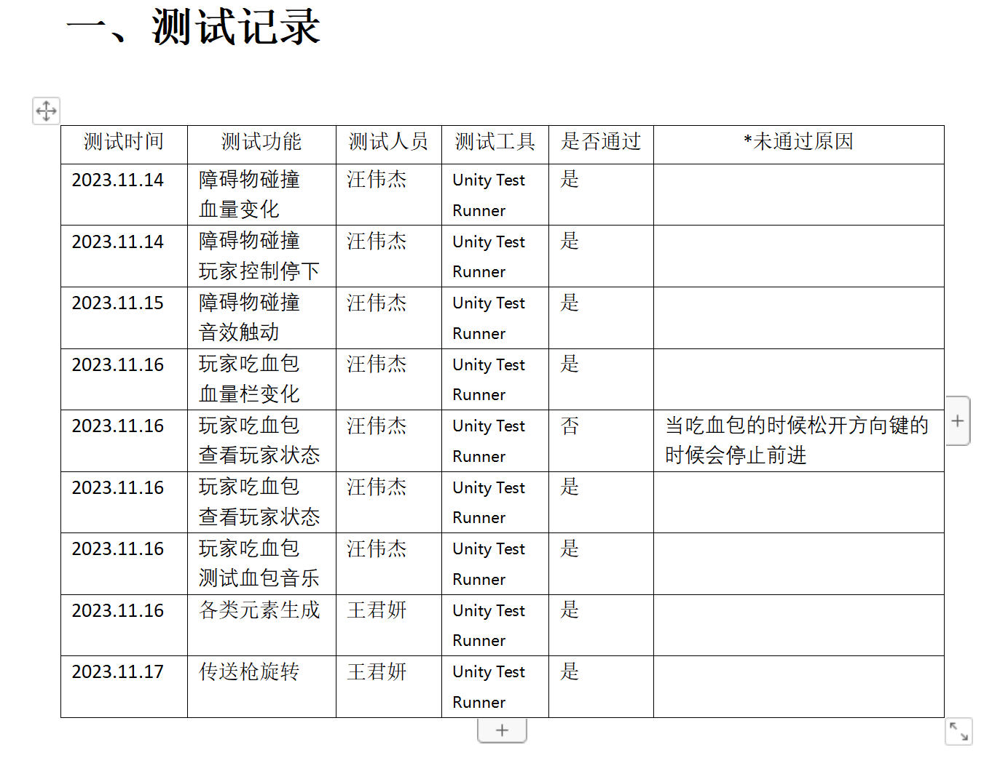 一、测试记录
测试时间 测试功能 测试人员 测试工具 是否通过 *未通过原因
2023.11.14 障碍物碰撞 汪伟杰 Unity Test 是
血量变化 Runner
2023.11.14 障碍物碰撞 汪伟杰 Unity Test 是
玩家控制停下 Runner
2023.11.15 障碍物碰撞 汪伟杰 Unity Test 是
音效触动 Runner
2023.11.16 玩家吃血包 汪伟杰 Unity Test 是
血量栏变化 Runner
2023.11.16 玩家吃血包 汪伟杰 Unity Test 否 当吃血包的时候松开方向键的
查看玩家状态 Runner 时候会停止前进
2023.11.16 玩家吃血包 汪伟杰 Unity Test 是
查看玩家状态 Runner
2023.11.16 玩家吃血包 汪伟杰 Unity Test 是
测试血包音乐 Runner
2023.11.16 各类元素生成 王君妍 Unity Test 是
Runner
2023.11.17 传送枪旋转 王君妍 Unity Test 是
Runner